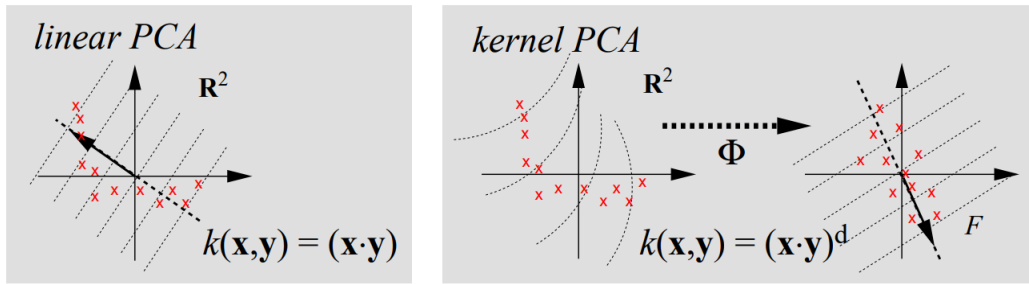 linear PCA
R²
k(x,y) = (x·y)
kernel PCA
R²
Φ
k(x,y) = (x·y)ᵈ
F